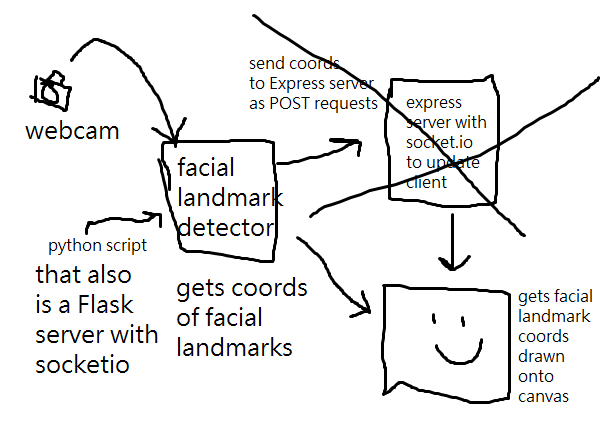 send coords
to Express server
as POST requests
express
server with
socket.io
to update
client
webcam
facial
landmark
detector
python script
that also
is a Flask
server with
socketio
gets coords
of facial
landmarks
gets facial
landmark
coords
drawn
onto
canvas